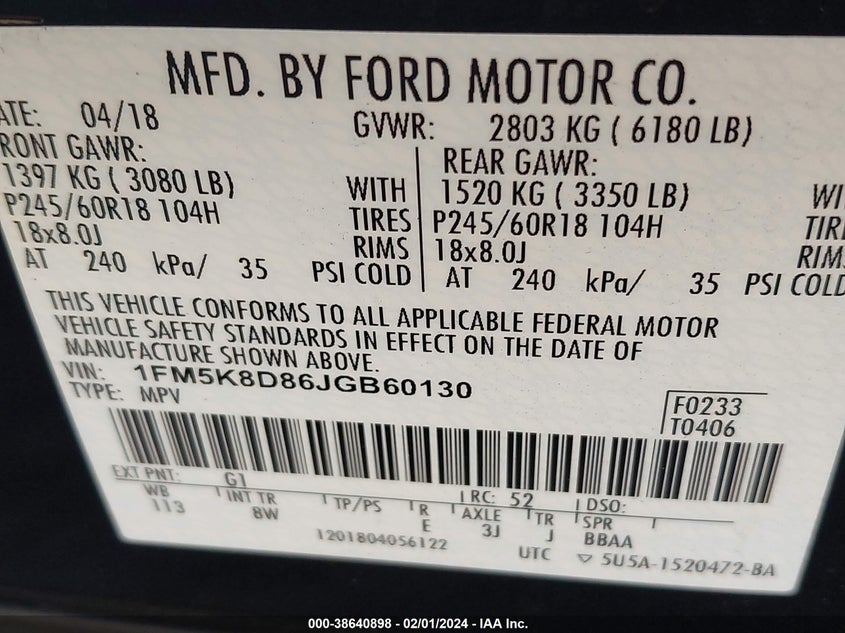 MFD. BY FORD MOTOR CO.
ATE: 04/18 GVWR: 2803 KG ( 6180 LB)
RONT GAWR: REAR GAWR:
1397 KG ( 3080 LB) WITH 1520 KG ( 3350 LB) WI
P245/60R18 104H TIRES P245/60R18 104H TIRE
18x8.0J RIMS 18x8.0J RIMS
AT 240 kPa/ 35 PSI COLD AT 240 kPa/ 35 PSI COLD
THIS VEHICLE CONFORMS TO ALL APPLICABLE FEDERAL MOTOR
VEHICLE SAFETY STANDARDS IN EFFECT ON THE DATE OF
MANUFACTURE SHOWN ABOVE.
VIN: 1FM5K8D86JGB60130
TYPE: MPV
F0233
T0406
EXT PNT: G1 RC: 52 DSO:
WB INT TR TP/PS R AXLE TR SPR
113 8W E 3J J BBAA
1201804056122 UTC ▽ 5U5A-1520472-BA
000-38640898 - 02/01/2024 - IAA Inc.